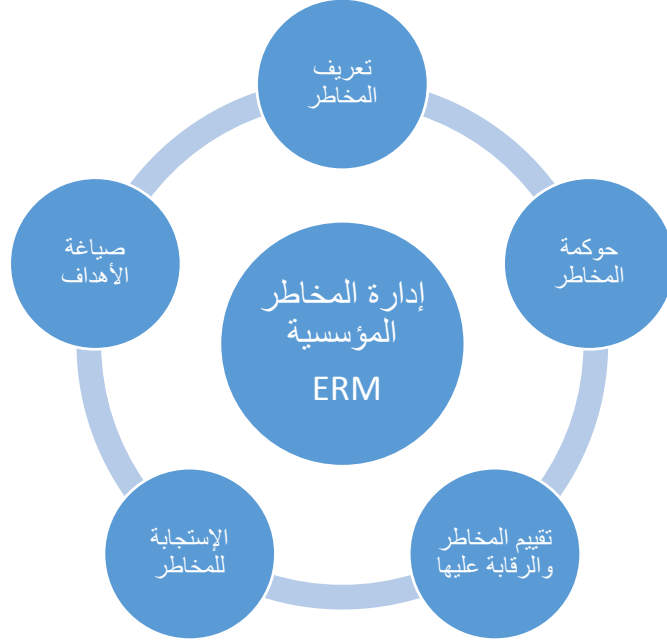 تعريف
المخاطر
حوكمة
المخاطر
تقييم المخاطر
والرقابة عليها
الإستجابة
للمخاطر
صياغة
الأهداف
إدارة المخاطر
المؤسسية
ERM